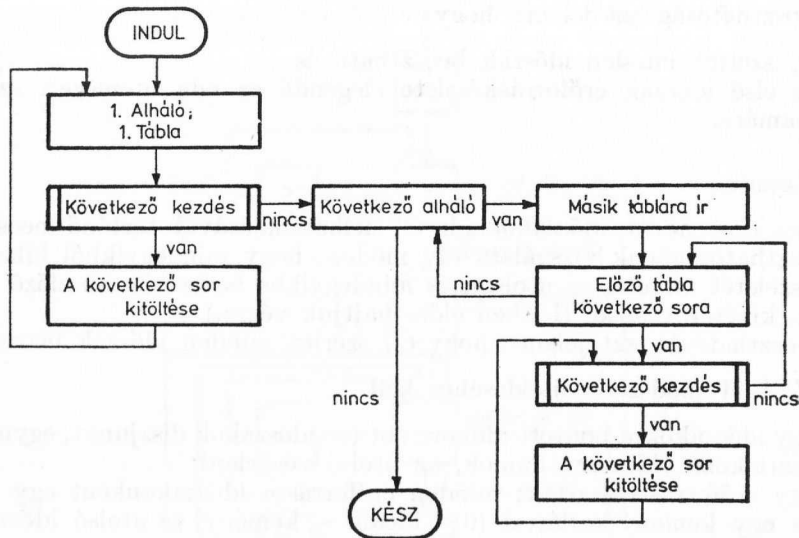 INDUL
1. Alháló;
1. Tábla
Következő kezdés
nincs
Következő alháló
van
Másik táblára ír
van
A következő sor
kitöltése
nincs
Előző tábla
következő sora
van
Következő kezdés
nincs
nincs
van
A következő sor
kitöltése
KÉSZ